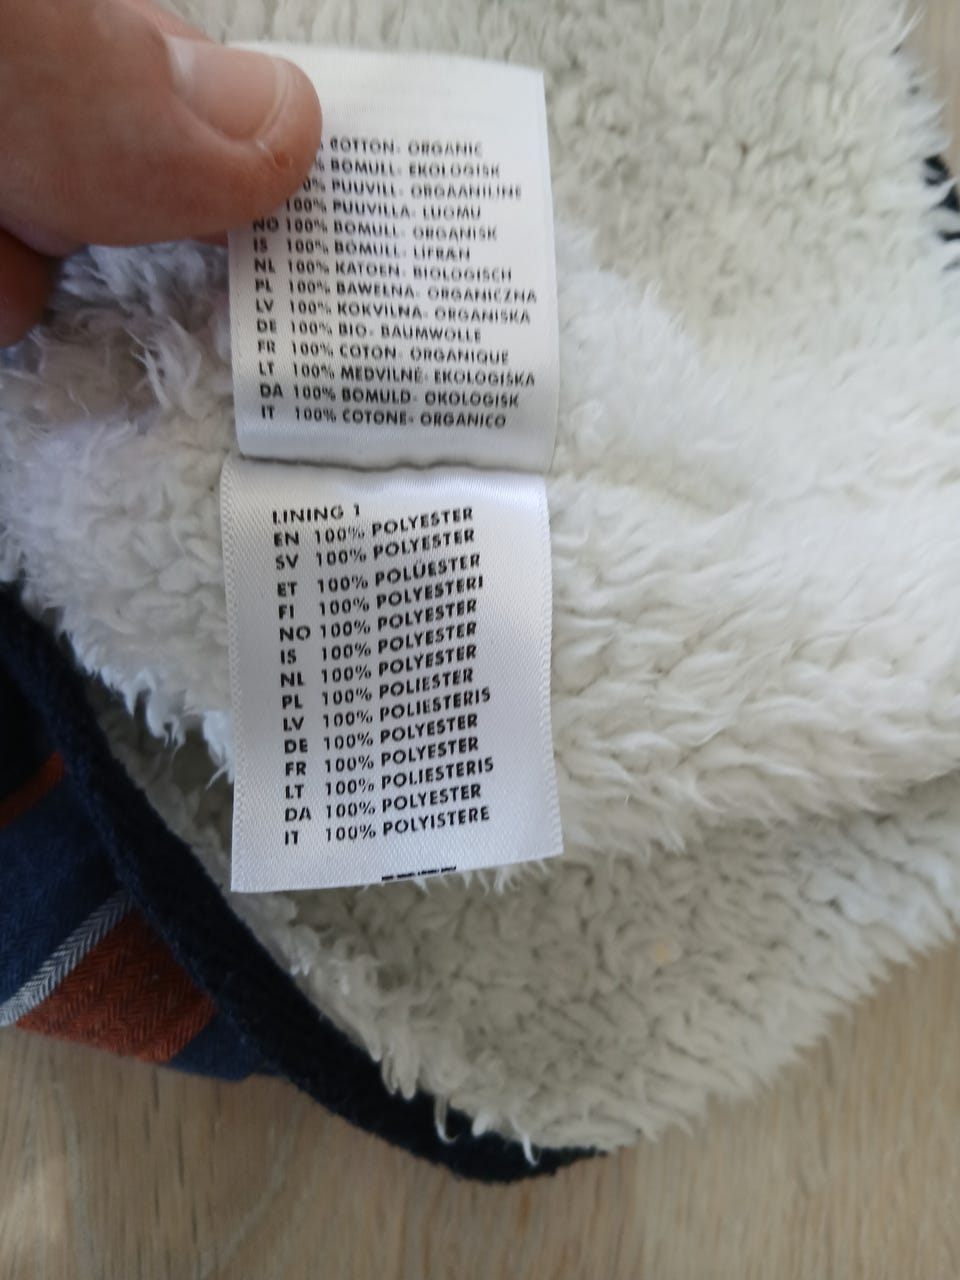 COTTON- ORGANIC
% BOMULL- EKOLOGISK
00% PUUVILL- ORGAANILINE
100% PUUVILLA- LUOMU
NO 100% BOMULL- ORGANISK
IS 100% BOMULL- LÍFRÆN
NL 100% KATOEN- BIOLOGISCH
PL 100% BAWEŁNA- ORGANICZNA
LV 100% KOKVILNA- ORGANISKA
DE 100% BIO- BAUMWOLLE
FR 100% COTON- ORGANIQUE
LT 100% MEDVILNĖ- EKOLOGIŠKA
DA 100% BOMULD- ØKOLOGISK
IT 100% COTONE- ORGANICO
LINING 1
EN 100% POLYESTER
SV 100% POLYESTER
ET 100% POLÜESTER
FI 100% POLYESTERI
NO 100% POLYESTER
IS 100% POLYESTER
NL 100% POLYESTER
PL 100% POLIESTER
LV 100% POLIESTERIS
DE 100% POLYESTER
FR 100% POLYESTER
LT 100% POLIESTERIS
DA 100% POLYESTER
IT 100% POLYISTERE